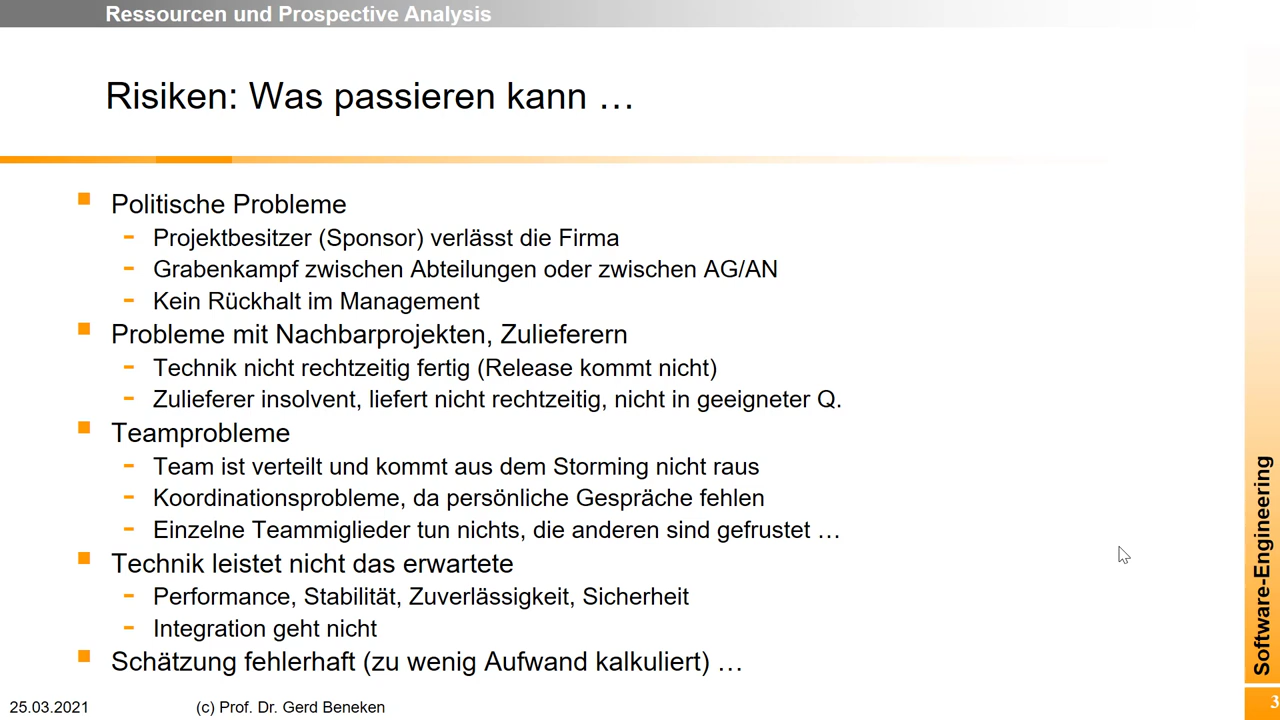 Ressourcen und Prospective Analysis
Risiken: Was passieren kann …
Politische Probleme
Projektbesitzer (Sponsor) verlässt die Firma
Grabenkampf zwischen Abteilungen oder zwischen AG/AN
Kein Rückhalt im Management
Probleme mit Nachbarprojekten, Zulieferern
Technik nicht rechtzeitig fertig (Release kommt nicht)
Zulieferer insolvent, liefert nicht rechtzeitig, nicht in geeigneter Q.
Teamprobleme
Team ist verteilt und kommt aus dem Storming nicht raus
Koordinationsprobleme, da persönliche Gespräche fehlen
Einzelne Teammiglieder tun nichts, die anderen sind gefrustet …
Technik leistet nicht das erwartete
Performance, Stabilität, Zuverlässigkeit, Sicherheit
Integration geht nicht
Schätzung fehlerhaft (zu wenig Aufwand kalkuliert) …
Software-Engineering
25.03.2021
(c) Prof. Dr. Gerd Beneken
3